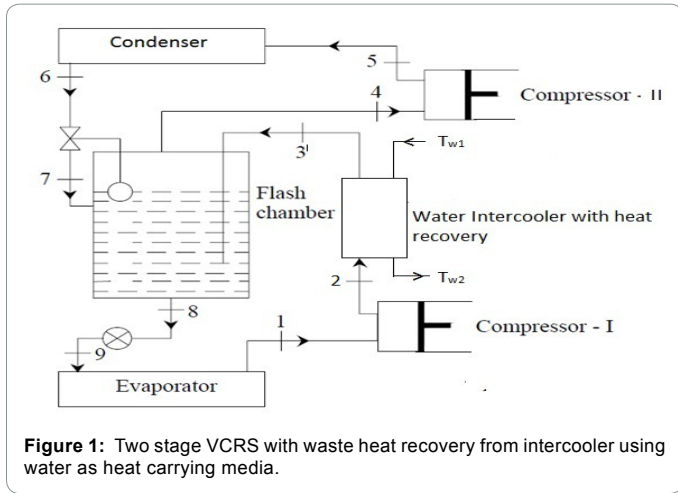 Condenser
6
5
4
Compressor - II
3'
T_w1
7
Flash
chamber
Water Intercooler with heat
recovery
2
T_w2
8
1
Compressor - I
9
Evaporator
Figure 1: Two stage VCRS with waste heat recovery from intercooler using
water as heat carrying media.